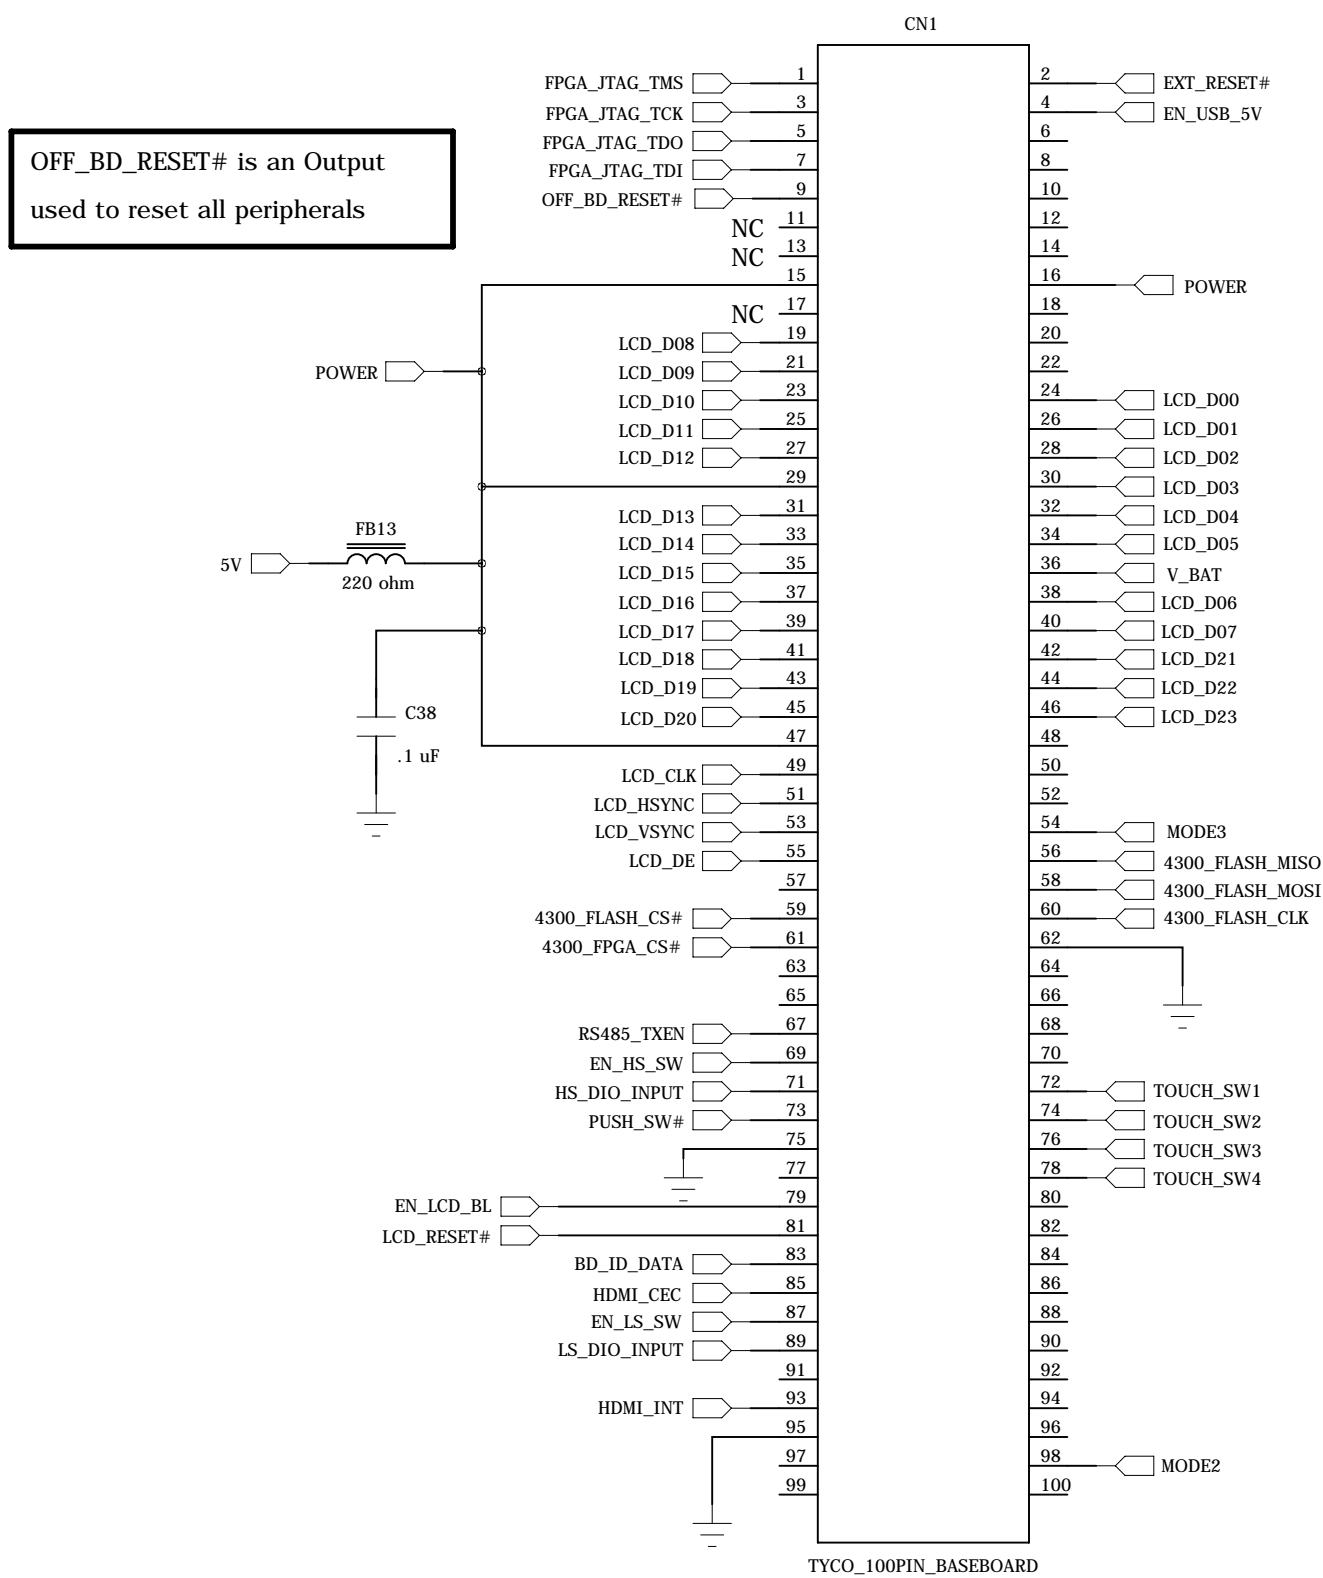 CN1
FPGA_JTAG_TMS 1 2 EXT_RESET#
FPGA_JTAG_TCK 3 4 EN_USB_5V
FPGA_JTAG_TDO 5 6
FPGA_JTAG_TDI 7 8
OFF_BD_RESET# 9 10
NC 11 12
NC 13 14
15 16 POWER
NC 17 18
LCD_D08 19 20
POWER
LCD_D09 21 22
LCD_D10 23 24 LCD_D00
LCD_D11 25 26 LCD_D01
LCD_D12 27 28 LCD_D02
29 30 LCD_D03
LCD_D13 31 32 LCD_D04
LCD_D14 33 34 LCD_D05
LCD_D15 35 36 V_BAT
LCD_D16 37 38 LCD_D06
LCD_D17 39 40 LCD_D07
LCD_D18 41 42 LCD_D21
LCD_D19 43 44 LCD_D22
LCD_D20 45 46 LCD_D23
47 48
LCD_CLK 49 50
LCD_HSYNC 51 52
LCD_VSYNC 53 54 MODE3
LCD_DE 55 56 4300_FLASH_MISO
57 58 4300_FLASH_MOSI
4300_FLASH_CS# 59 60 4300_FLASH_CLK
4300_FPGA_CS# 61 62
63 64
65 66
RS485_TXEN 67 68
EN_HS_SW 69 70
HS_DIO_INPUT 71 72 TOUCH_SW1
PUSH_SW# 73 74 TOUCH_SW2
75 76 TOUCH_SW3
77 78 TOUCH_SW4
EN_LCD_BL 79 80
LCD_RESET# 81 82
BD_ID_DATA 83 84
HDMI_CEC 85 86
EN_LS_SW 87 88
LS_DIO_INPUT 89 90
91 92
HDMI_INT 93 94
95 96
97 98 MODE2
99 100
TYCO_100PIN_BASEBOARD
OFF_BD_RESET# is an Output
used to reset all peripherals
FB13
5V
220 ohm
C38
.1 uF